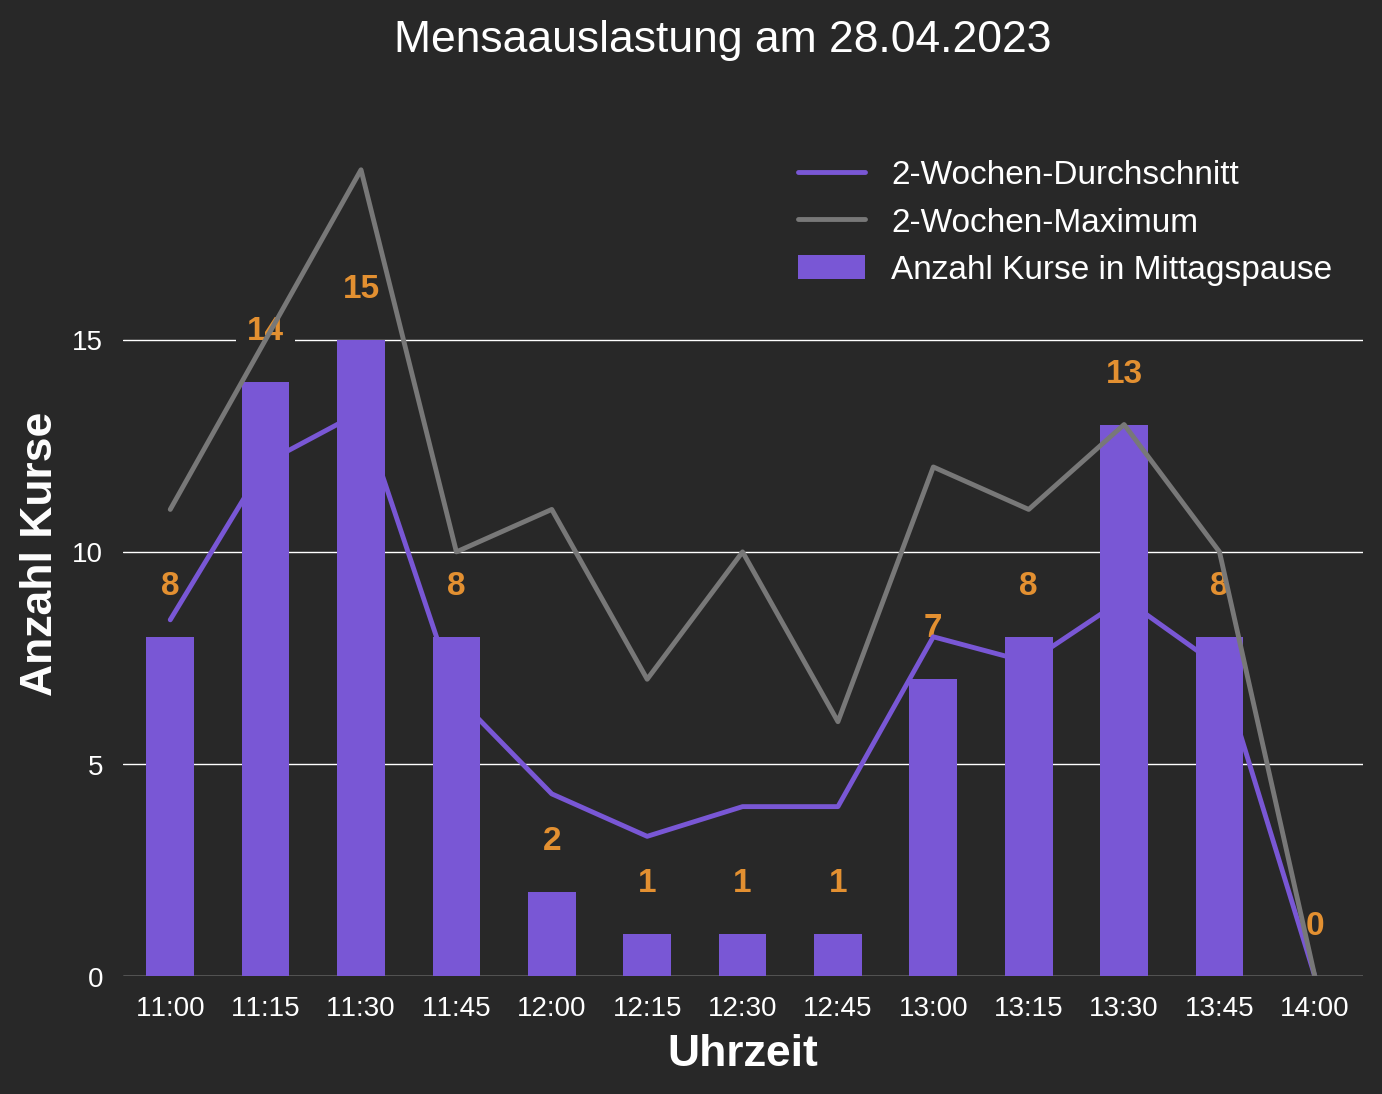 Mensaauslastung am 28.04.2023
2-Wochen-Durchschnitt
2-Wochen-Maximum
Anzahl Kurse in Mittagspause
Anzahl Kurse
15
10
5
0
8
14
15
8
2
1
1
1
7
8
13
8
0
11:00 11:15 11:30 11:45 12:00 12:15 12:30 12:45 13:00 13:15 13:30 13:45 14:00
Uhrzeit